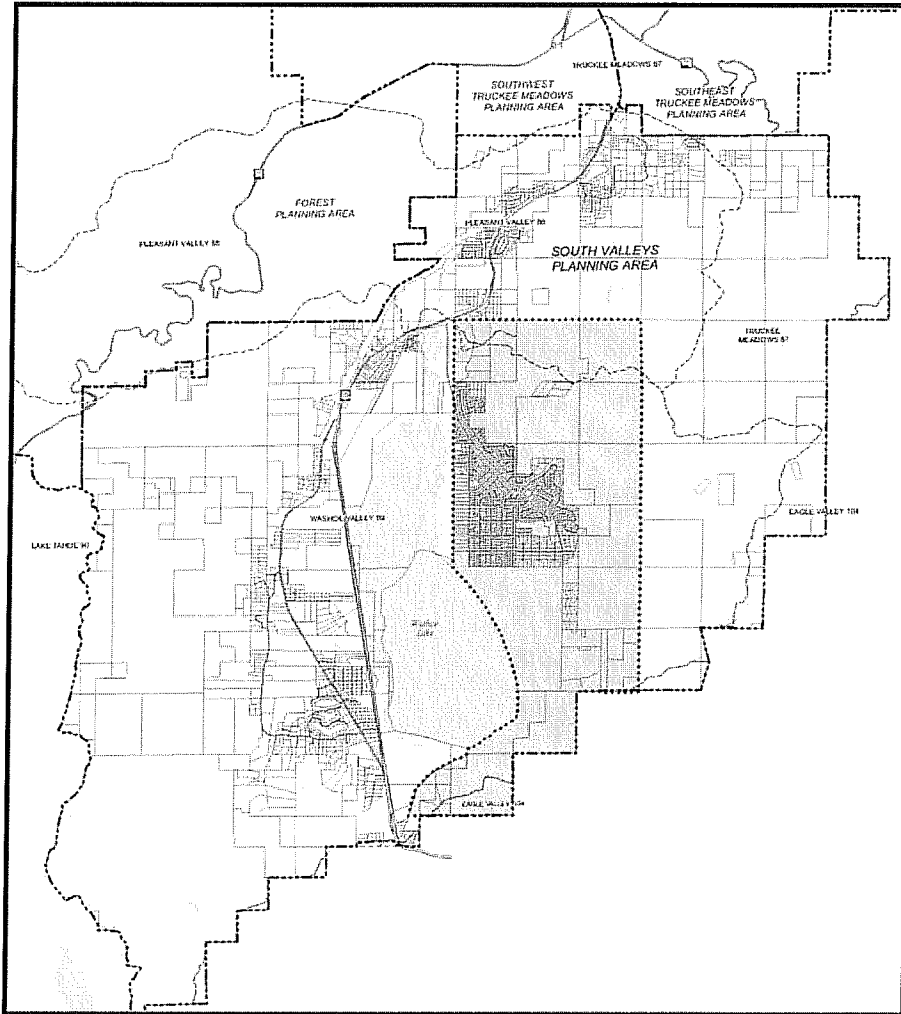 TRUCKEE MEADOWS 87
SOUTHWEST
TRUCKEE MEADOWS
PLANNING AREA
SOUTHEAST
TRUCKEE MEADOWS
PLANNING AREA
FOREST
PLANNING AREA
PLEASANT VALLEY 88
PLEASANT VALLEY 88
SOUTH VALLEYS
PLANNING AREA
TRUCKEE
MEADOWS 87
WASHOE VALLEY
EAGLE VALLEY 104
LAKE TAHOE 90
Lake
EAGLE VALLEY 104